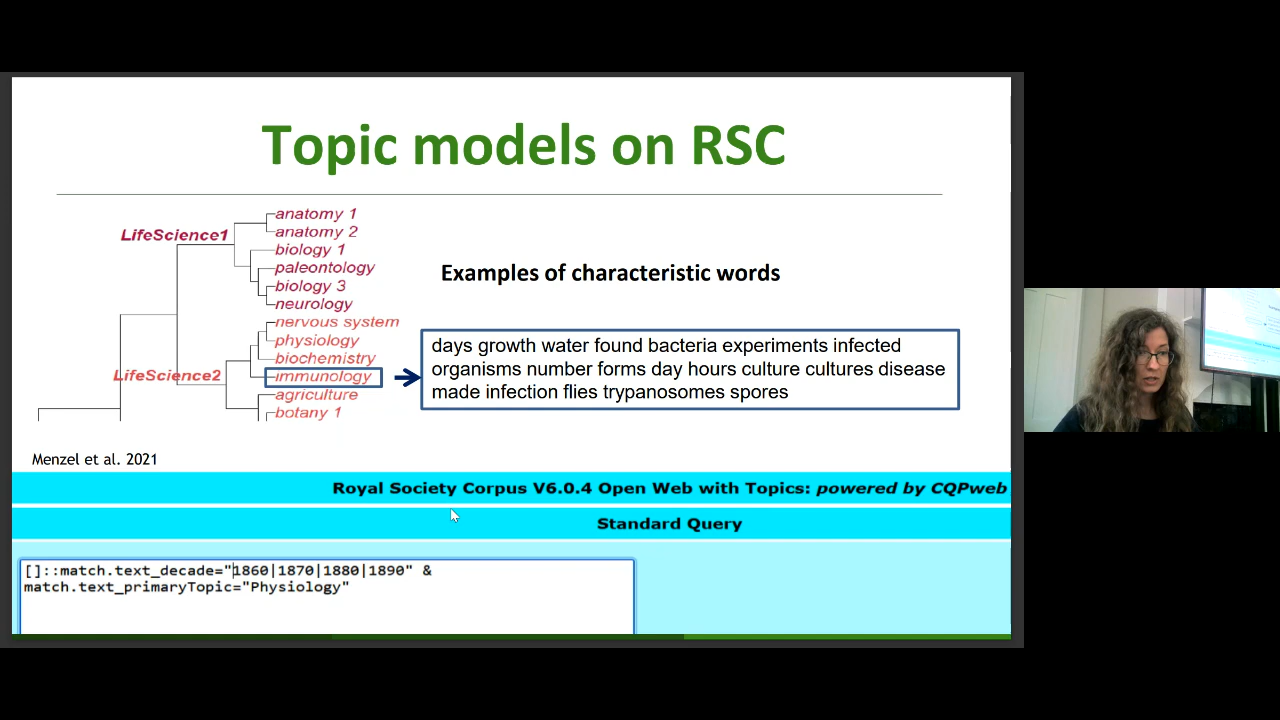 Topic models on RSC
LifeScience1
anatomy 1
anatomy 2
biology 1
paleontology
biology 3
neurology
LifeScience2
nervous system
physiology
biochemistry
immunology
agriculture
botany 1
Examples of characteristic words
days growth water found bacteria experiments infected
organisms number forms day hours culture cultures disease
made infection flies trypanosomes spores
Menzel et al. 2021
Royal Society Corpus V6.0.4 Open Web with Topics: powered by CQPweb
Standard Query
[]::match.text_decade="1860|1870|1880|1890" &
match.text_primaryTopic="Physiology"